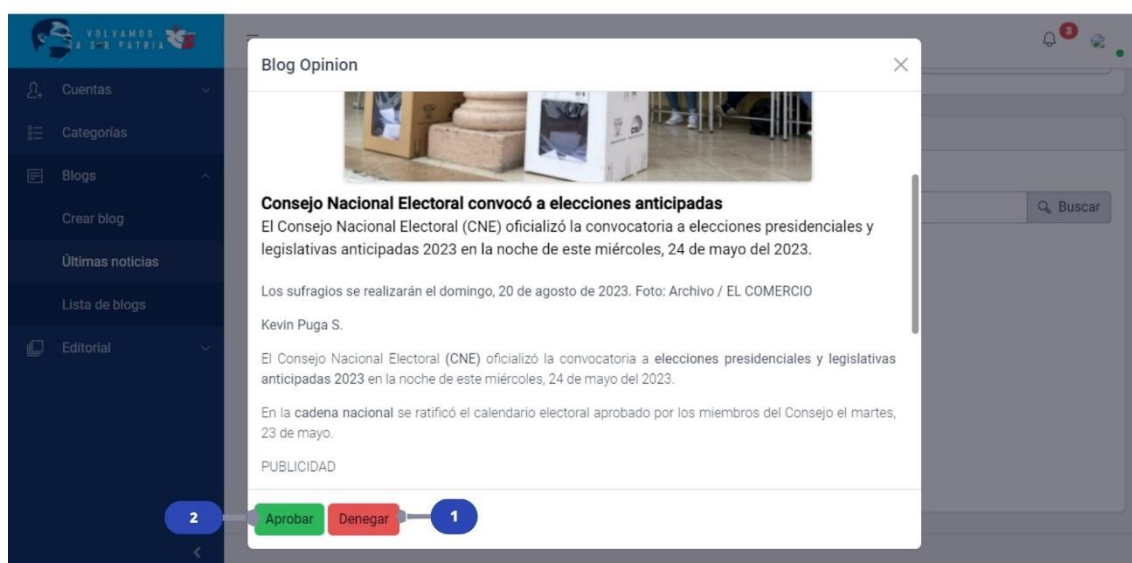 VOLVAMOS
A SER PATRIA
3
Cuentas
Categorías
Blogs
Crear blog
Últimas noticias
Lista de blogs
Editorial
Buscar
Blog Opinion
Consejo Nacional Electoral convocó a elecciones anticipadas
El Consejo Nacional Electoral (CNE) oficializó la convocatoria a elecciones presidenciales y
legislativas anticipadas 2023 en la noche de este miércoles, 24 de mayo del 2023.
Los sufragios se realizarán el domingo, 20 de agosto de 2023. Foto: Archivo / EL COMERCIO
Kevin Puga S.
El Consejo Nacional Electoral (CNE) oficializó la convocatoria a elecciones presidenciales y legislativas
anticipadas 2023 en la noche de este miércoles, 24 de mayo del 2023.
En la cadena nacional se ratificó el calendario electoral aprobado por los miembros del Consejo el martes,
23 de mayo.
PUBLICIDAD
2
Aprobar
Denegar
1